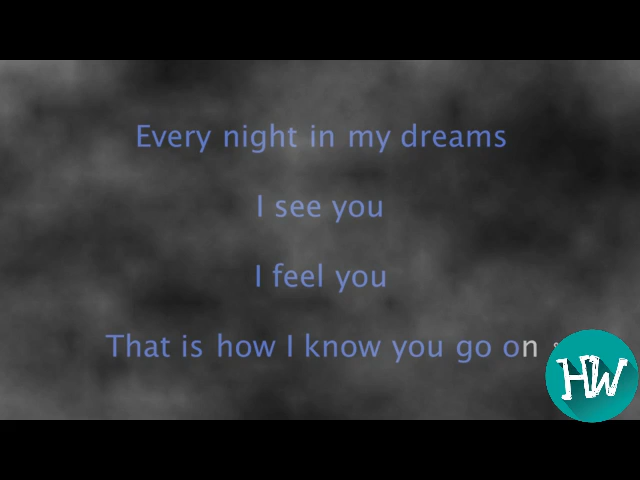 Every night in my dreams
I see you
I feel you
That is how I know you go on
HW